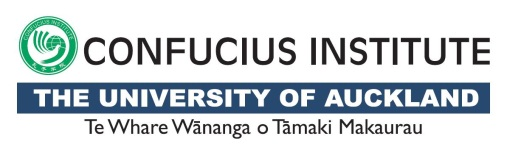 CONFUCIUS INSTITUTE
THE UNIVERSITY OF AUCKLAND
Te Whare Wānanga o Tāmaki Makaurau